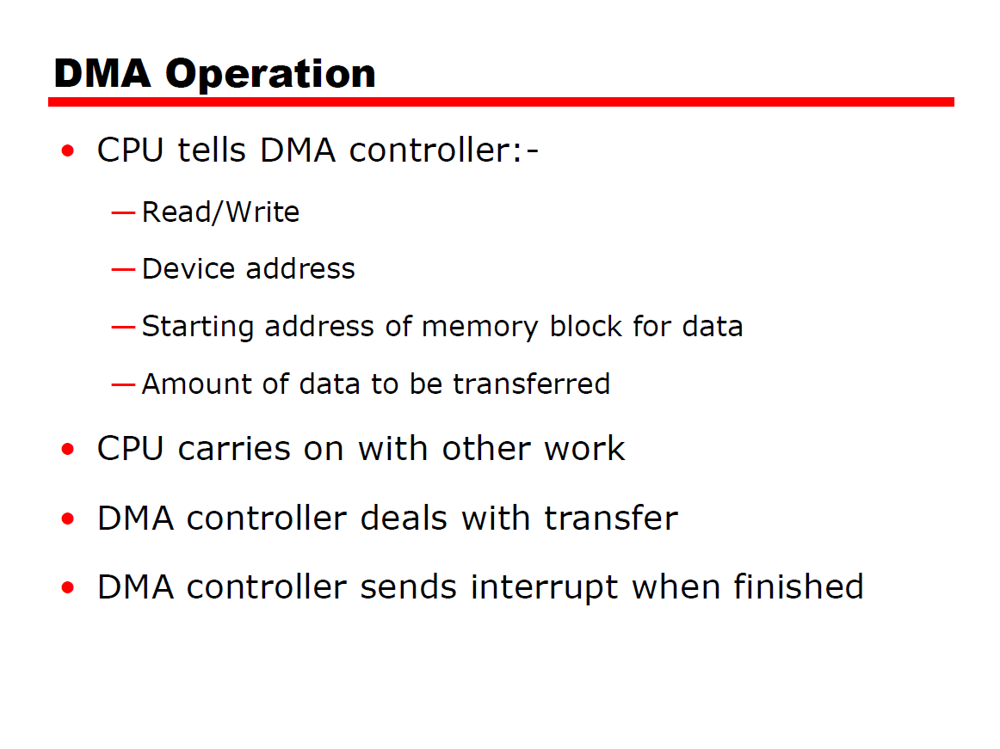 DMA Operation
• CPU tells DMA controller:-
— Read/Write
— Device address
— Starting address of memory block for data
— Amount of data to be transferred
• CPU carries on with other work
• DMA controller deals with transfer
• DMA controller sends interrupt when finished